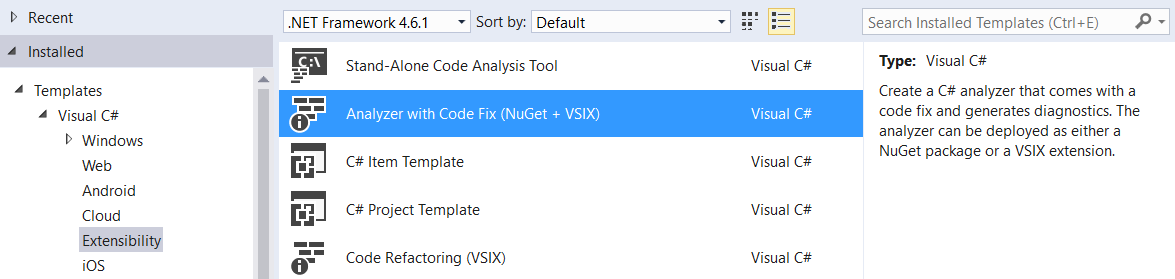 Recent
Installed
Templates
Visual C#
Windows
Web
Android
Cloud
Extensibility
iOS
.NET Framework 4.6.1 Sort by: Default
Search Installed Templates (Ctrl+E)
C:\
Stand-Alone Code Analysis Tool Visual C#
Analyzer with Code Fix (NuGet + VSIX) Visual C#
C# Item Template Visual C#
C# Project Template Visual C#
Code Refactoring (VSIX) Visual C#
Type: Visual C#
Create a C# analyzer that comes with a
code fix and generates diagnostics. The
analyzer can be deployed as either a
NuGet package or a VSIX extension.